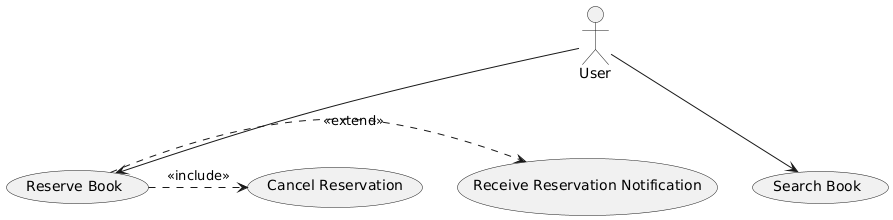 User
«extend»
«include»
Reserve Book
Cancel Reservation
Receive Reservation Notification
Search Book